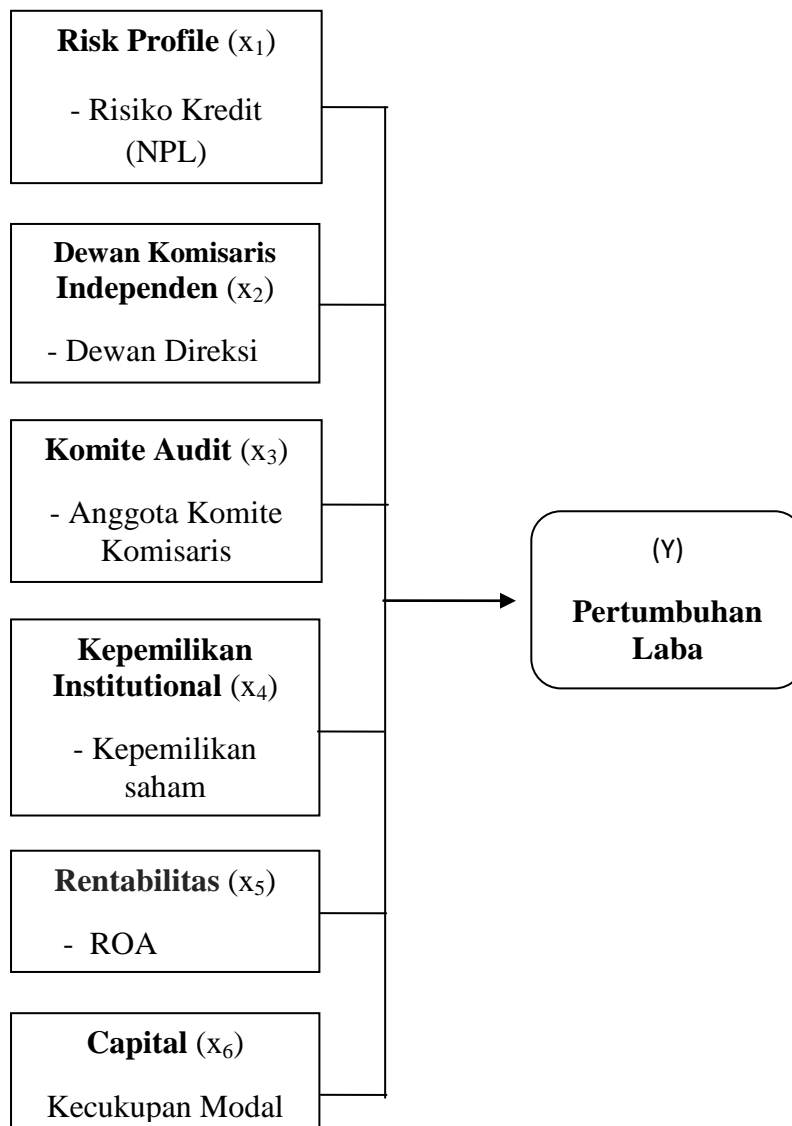 Risk Profile (x₁)
- Risiko Kredit
(NPL)
Dewan Komisaris
Independen (x₂)
- Dewan Direksi
Komite Audit (x₃)
- Anggota Komite
Komisaris
Kepemilikan
Institutional (x₄)
- Kepemilikan
saham
Rentabilitas (x₅)
- ROA
Capital (x₆)
Kecukupan Modal
(Y)
Pertumbuhan
Laba